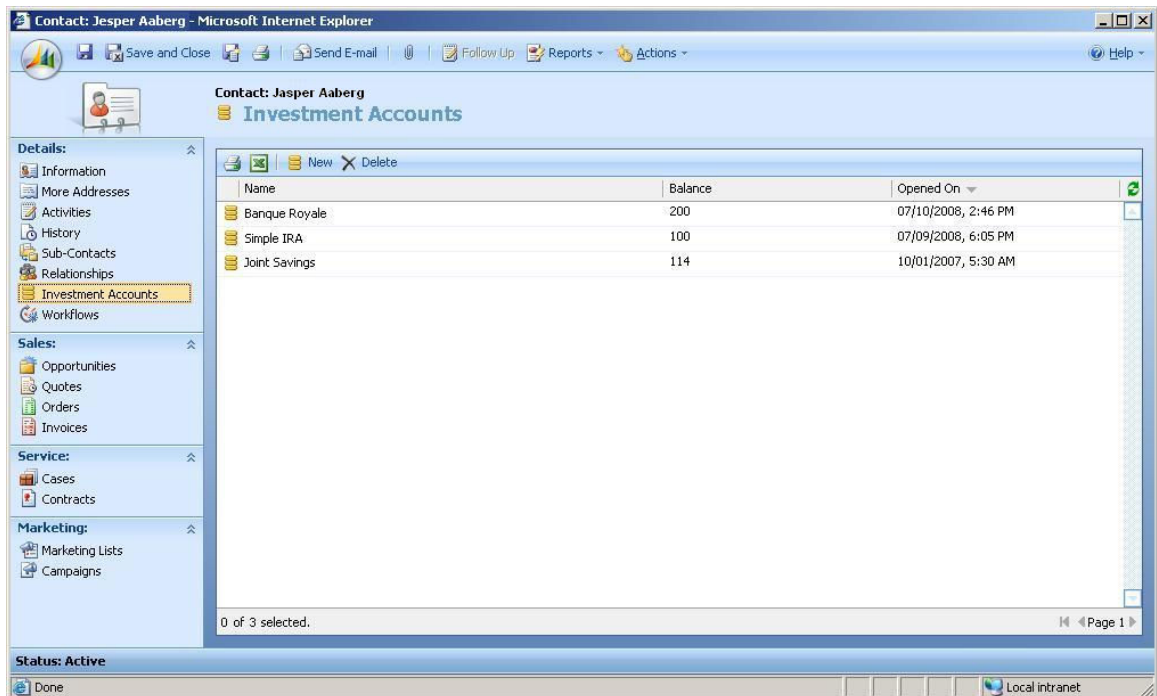 Contact: Jesper Aaberg - Microsoft Internet Explorer
Save and Close Send E-mail Follow Up Reports Actions Help
Contact: Jasper Aaberg
Investment Accounts
Details:
Information
More Addresses
Activities
History
Sub-Contacts
Relationships
Investment Accounts
Workflows
Sales:
Opportunities
Quotes
Orders
Invoices
Service:
Cases
Contracts
Marketing:
Marketing Lists
Campaigns
New Delete
Name Balance Opened On
Banque Royale 200 07/10/2008, 2:46 PM
Simple IRA 100 07/09/2008, 6:05 PM
Joint Savings 114 10/01/2007, 5:30 AM
0 of 3 selected. Page 1
Status: Active
Done Local intranet